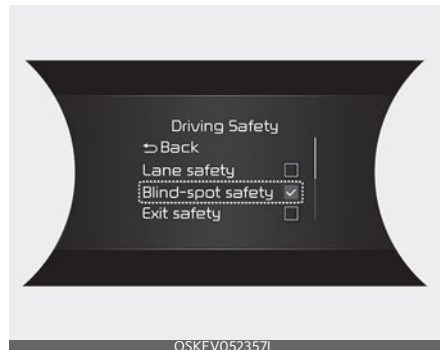 Driving Safety
Back
Lane safety
Blind-spot safety
Exit safety
OSKEV052357L